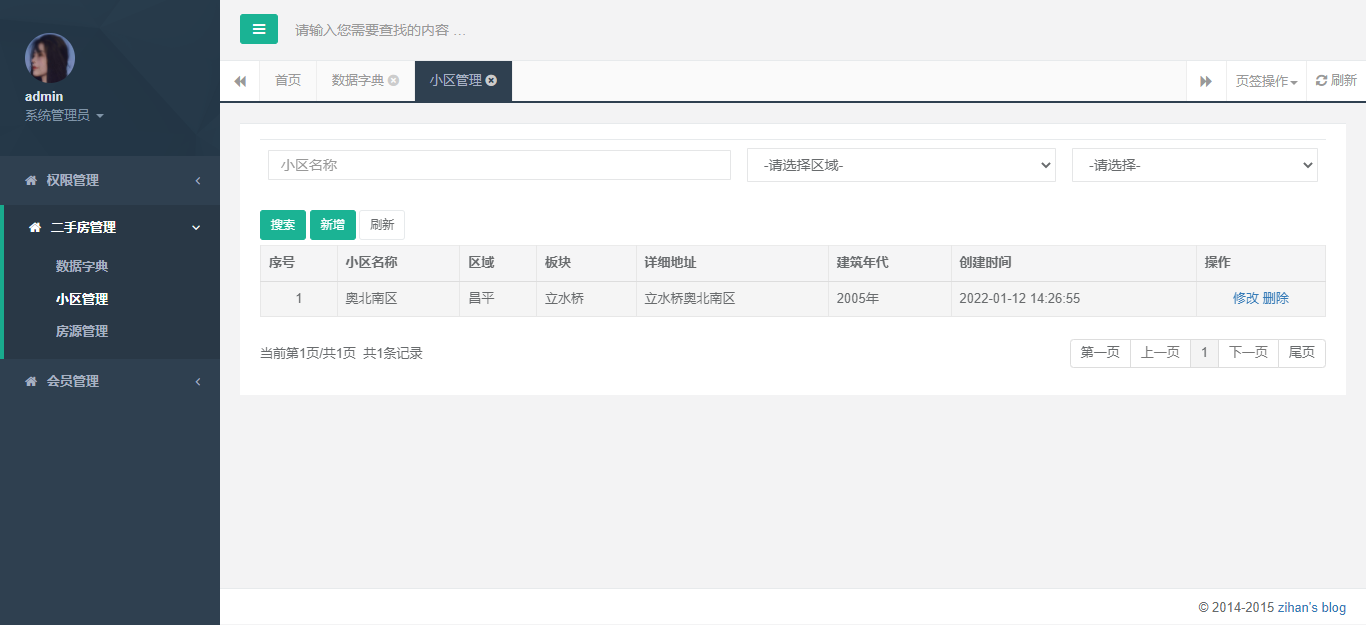 admin
系统管理员
权限管理
二手房管理
数据字典
小区管理
房源管理
会员管理
请输入您需要查找的内容 …
首页 数据字典 小区管理 页签操作 刷新
小区名称 -请选择区域- -请选择-
搜索 新增 刷新
序号 小区名称 区域 板块 详细地址 建筑年代 创建时间 操作
1 奥北南区 昌平 立水桥 立水桥奥北南区 2005年 2022-01-12 14:26:55 修改 删除
当前第1页/共1页 共1条记录 第一页 上一页 1 下一页 尾页
© 2014-2015 zihan's blog